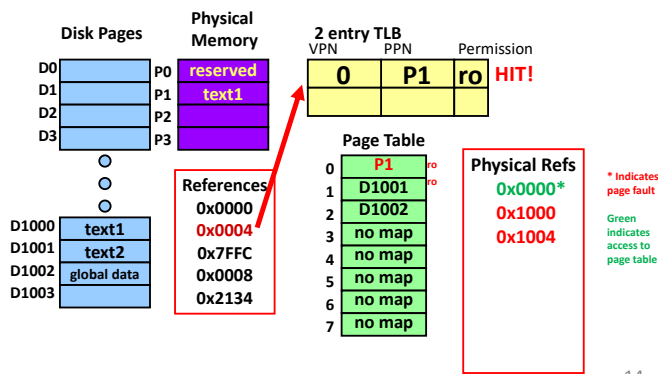 Disk Pages
Physical
Memory
2 entry TLB
VPN PPN Permission
0 P1 ro HIT!
D0 P0 reserved
D1 P1 text1
D2 P2
D3 P3
Page Table
0 P1 ro
1 D1001 ro
2 D1002
3 no map
4 no map
5 no map
6 no map
7 no map
References
0x0000
0x0004
0x7FFC
0x0008
0x2134
Physical Refs
0x0000*
0x1000
0x1004
* Indicates
page fault
Green
indicates
access to
page table
D1000 text1
D1001 text2
D1002 global data
D1003